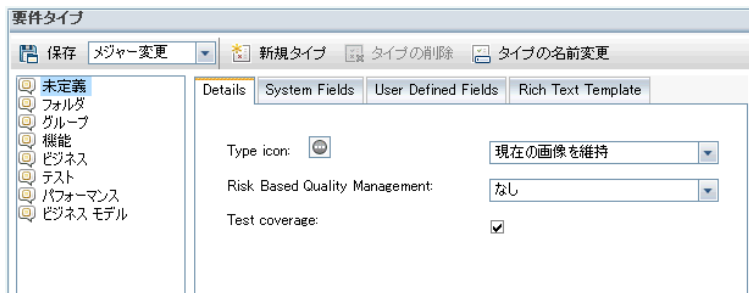 要件タイプ
保存 メジャー変更 新規タイプ タイプの削除 タイプの名前変更
未定義
フォルダ
グループ
機能
ビジネス
テスト
パフォーマンス
ビジネス モデル
Details System Fields User Defined Fields Rich Text Template
Type icon: 現在の画像を維持
Risk Based Quality Management: なし
Test coverage: